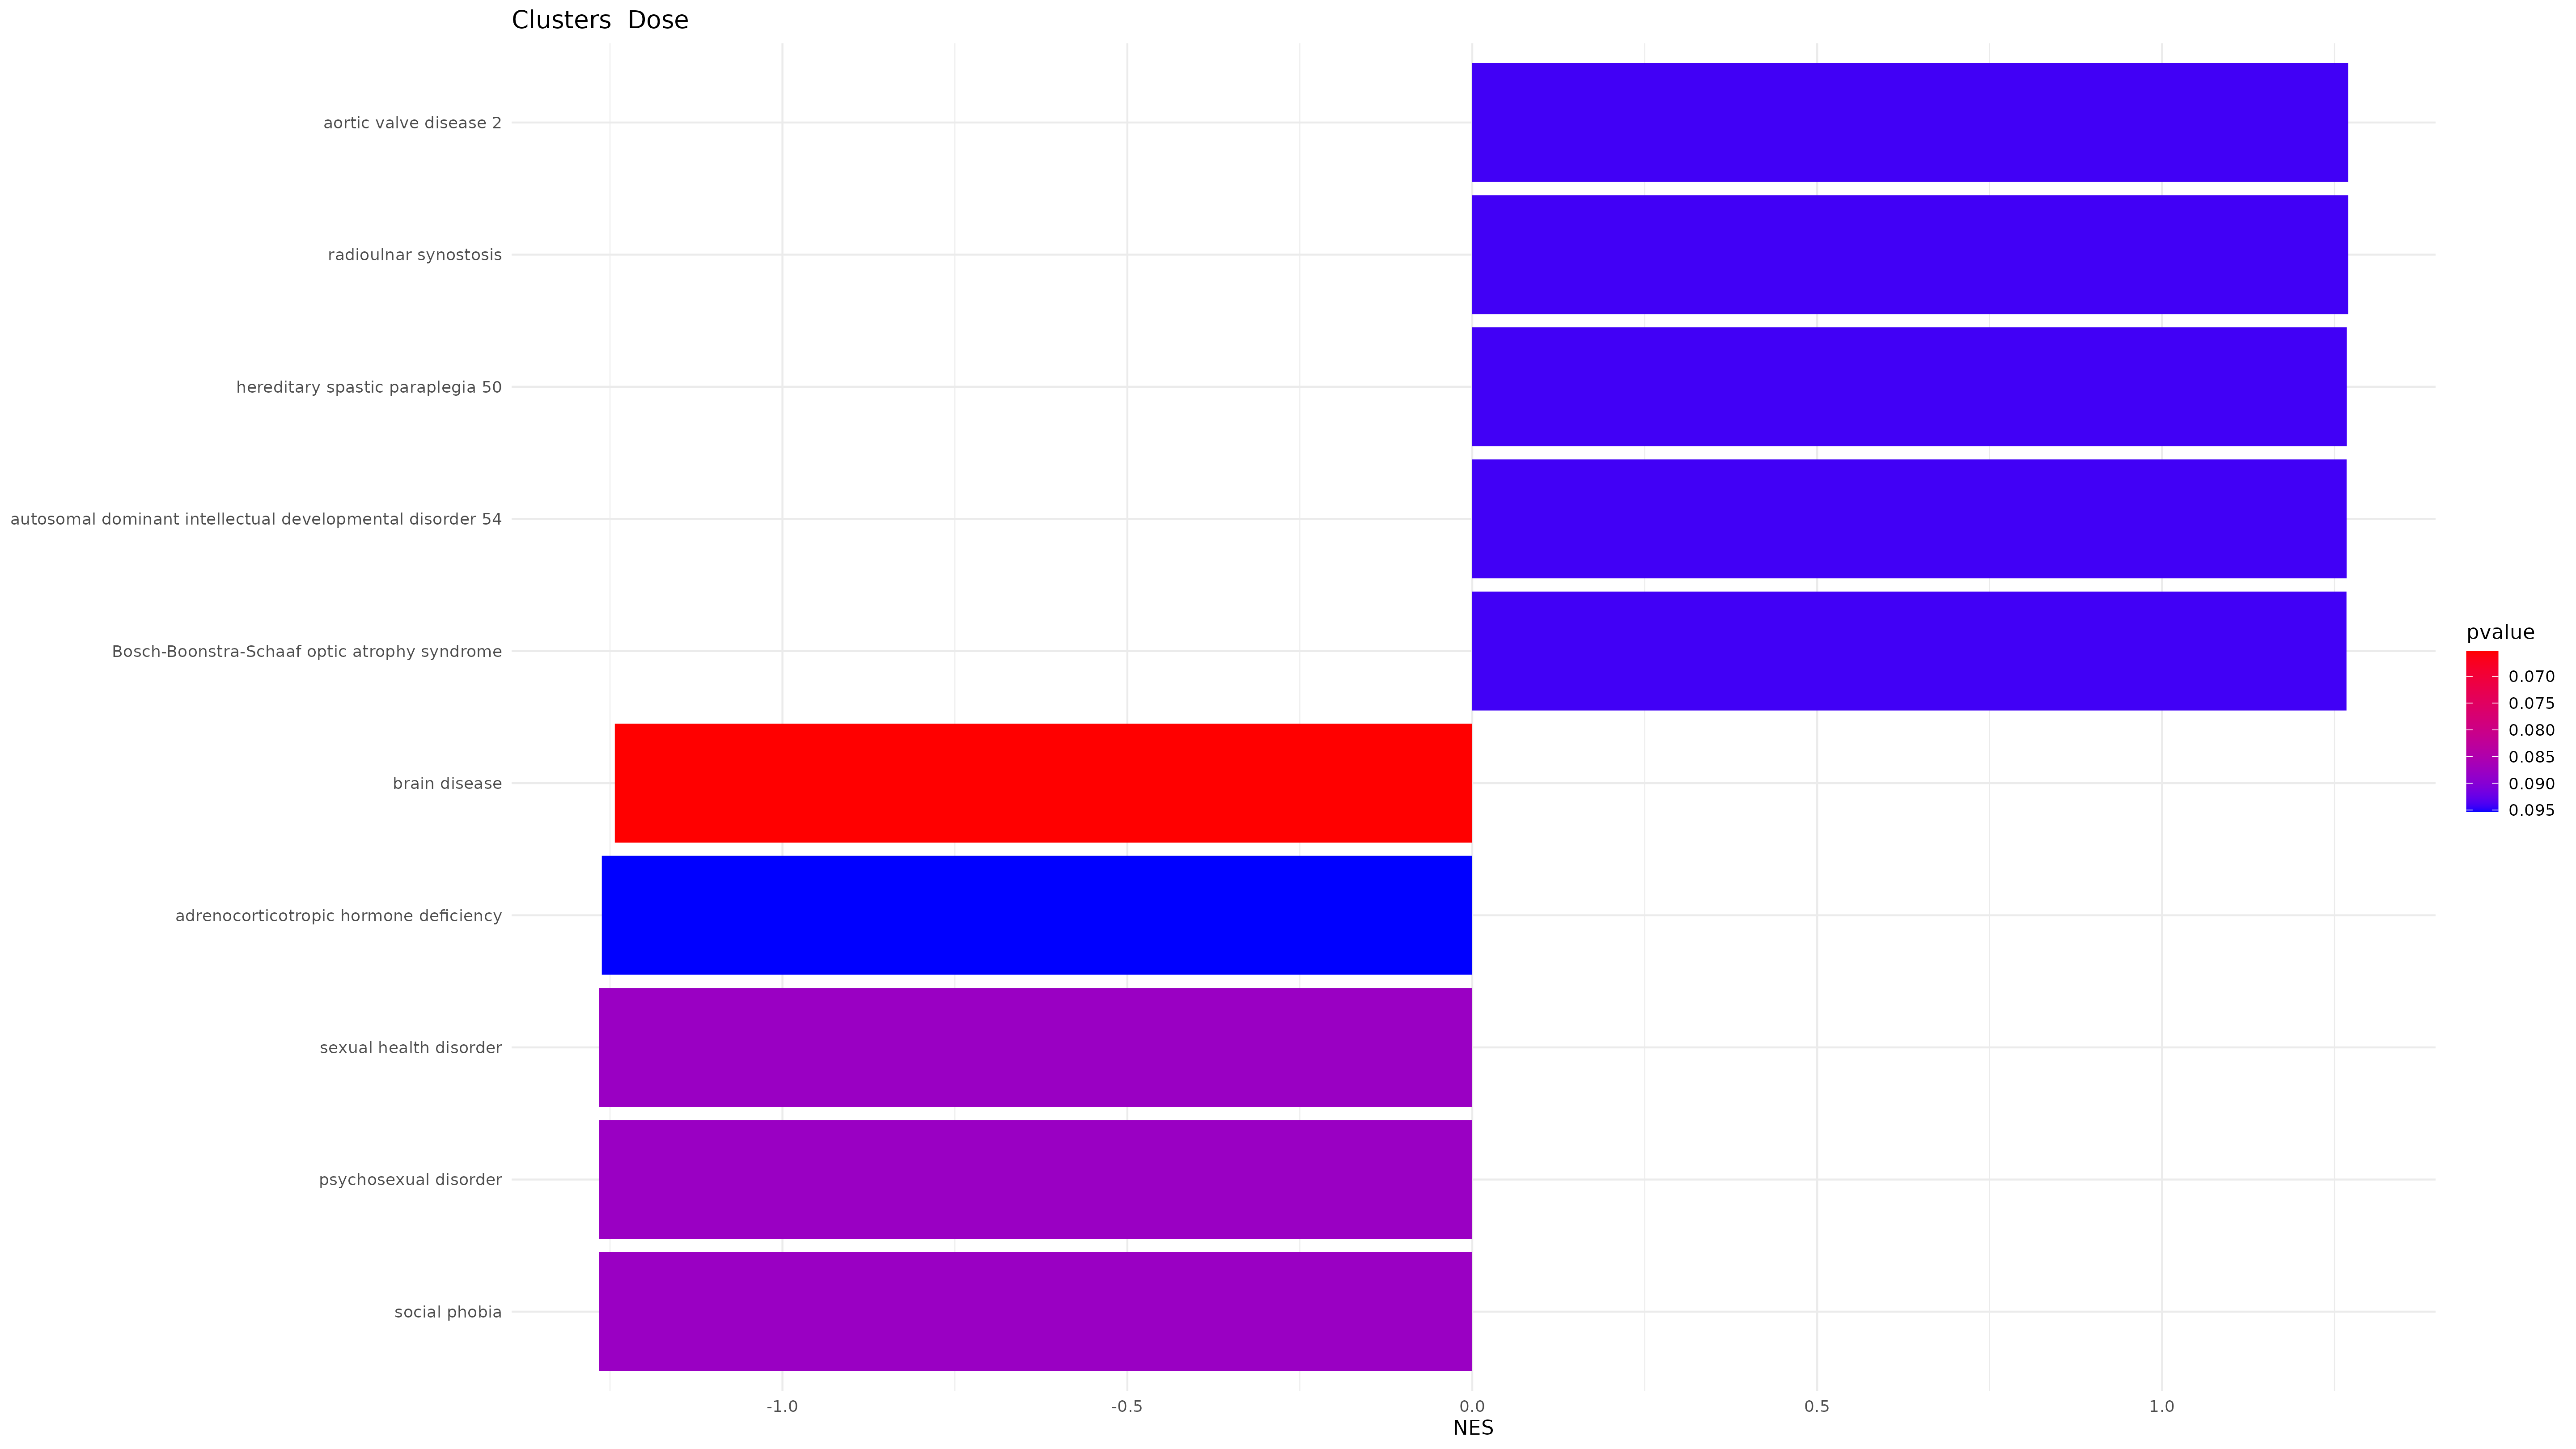 Clusters  Dose
aortic valve disease 2
radioulnar synostosis
hereditary spastic paraplegia 50
autosomal dominant intellectual developmental disorder 54
Bosch-Boonstra-Schaaf optic atrophy syndrome
brain disease
adrenocorticotropic hormone deficiency
sexual health disorder
psychosexual disorder
social phobia
-1.0 -0.5 0.0 0.5 1.0
NES
pvalue
0.070
0.075
0.080
0.085
0.090
0.095